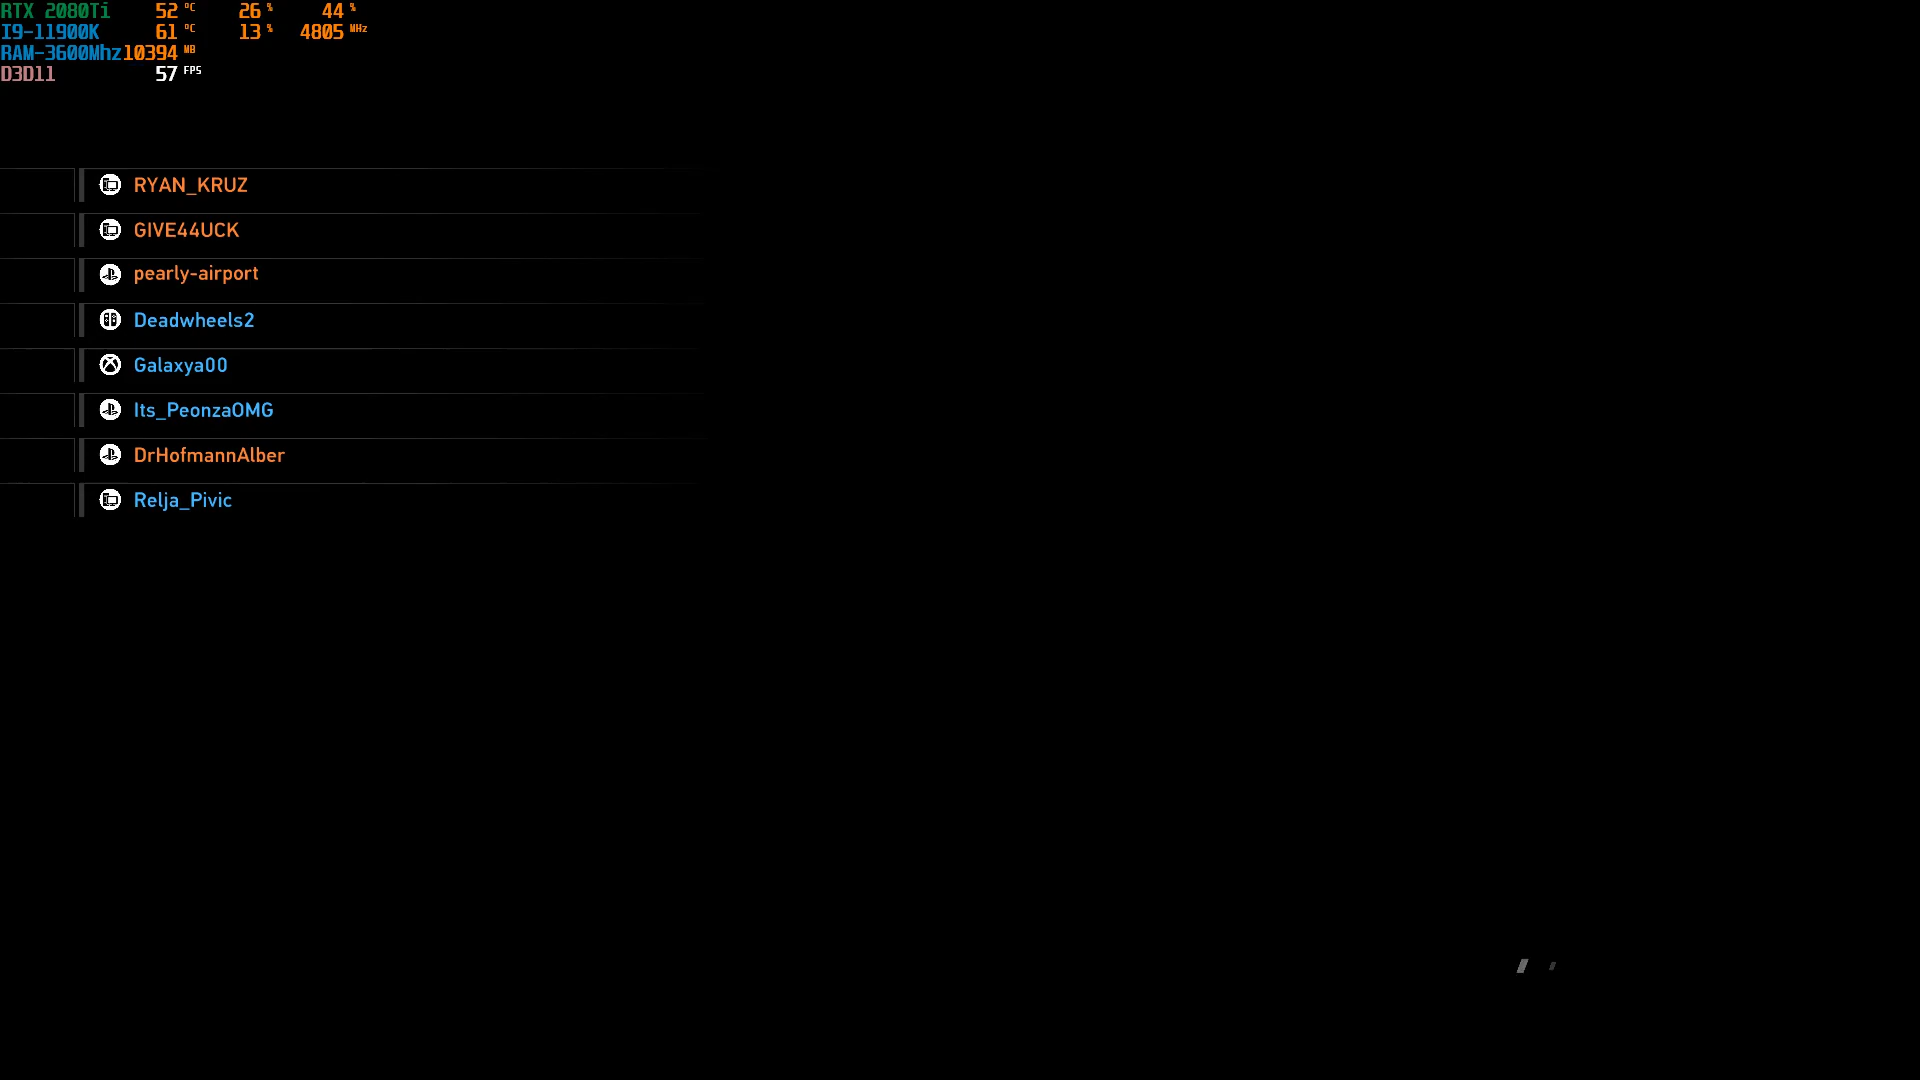 RTX 2080Ti 52 °C 26 % 44 %
I9-11900K 61 °C 13 % 4805 MHz
RAM-3600Mhz 10394 MB
D3D11 57 FPS
RYAN_KRUZ
GIVE44UCK
pearly-airport
Deadwheels2
Galaxya00
Its_PeonzaOMG
DrHofmannAlber
Relja_Pivic